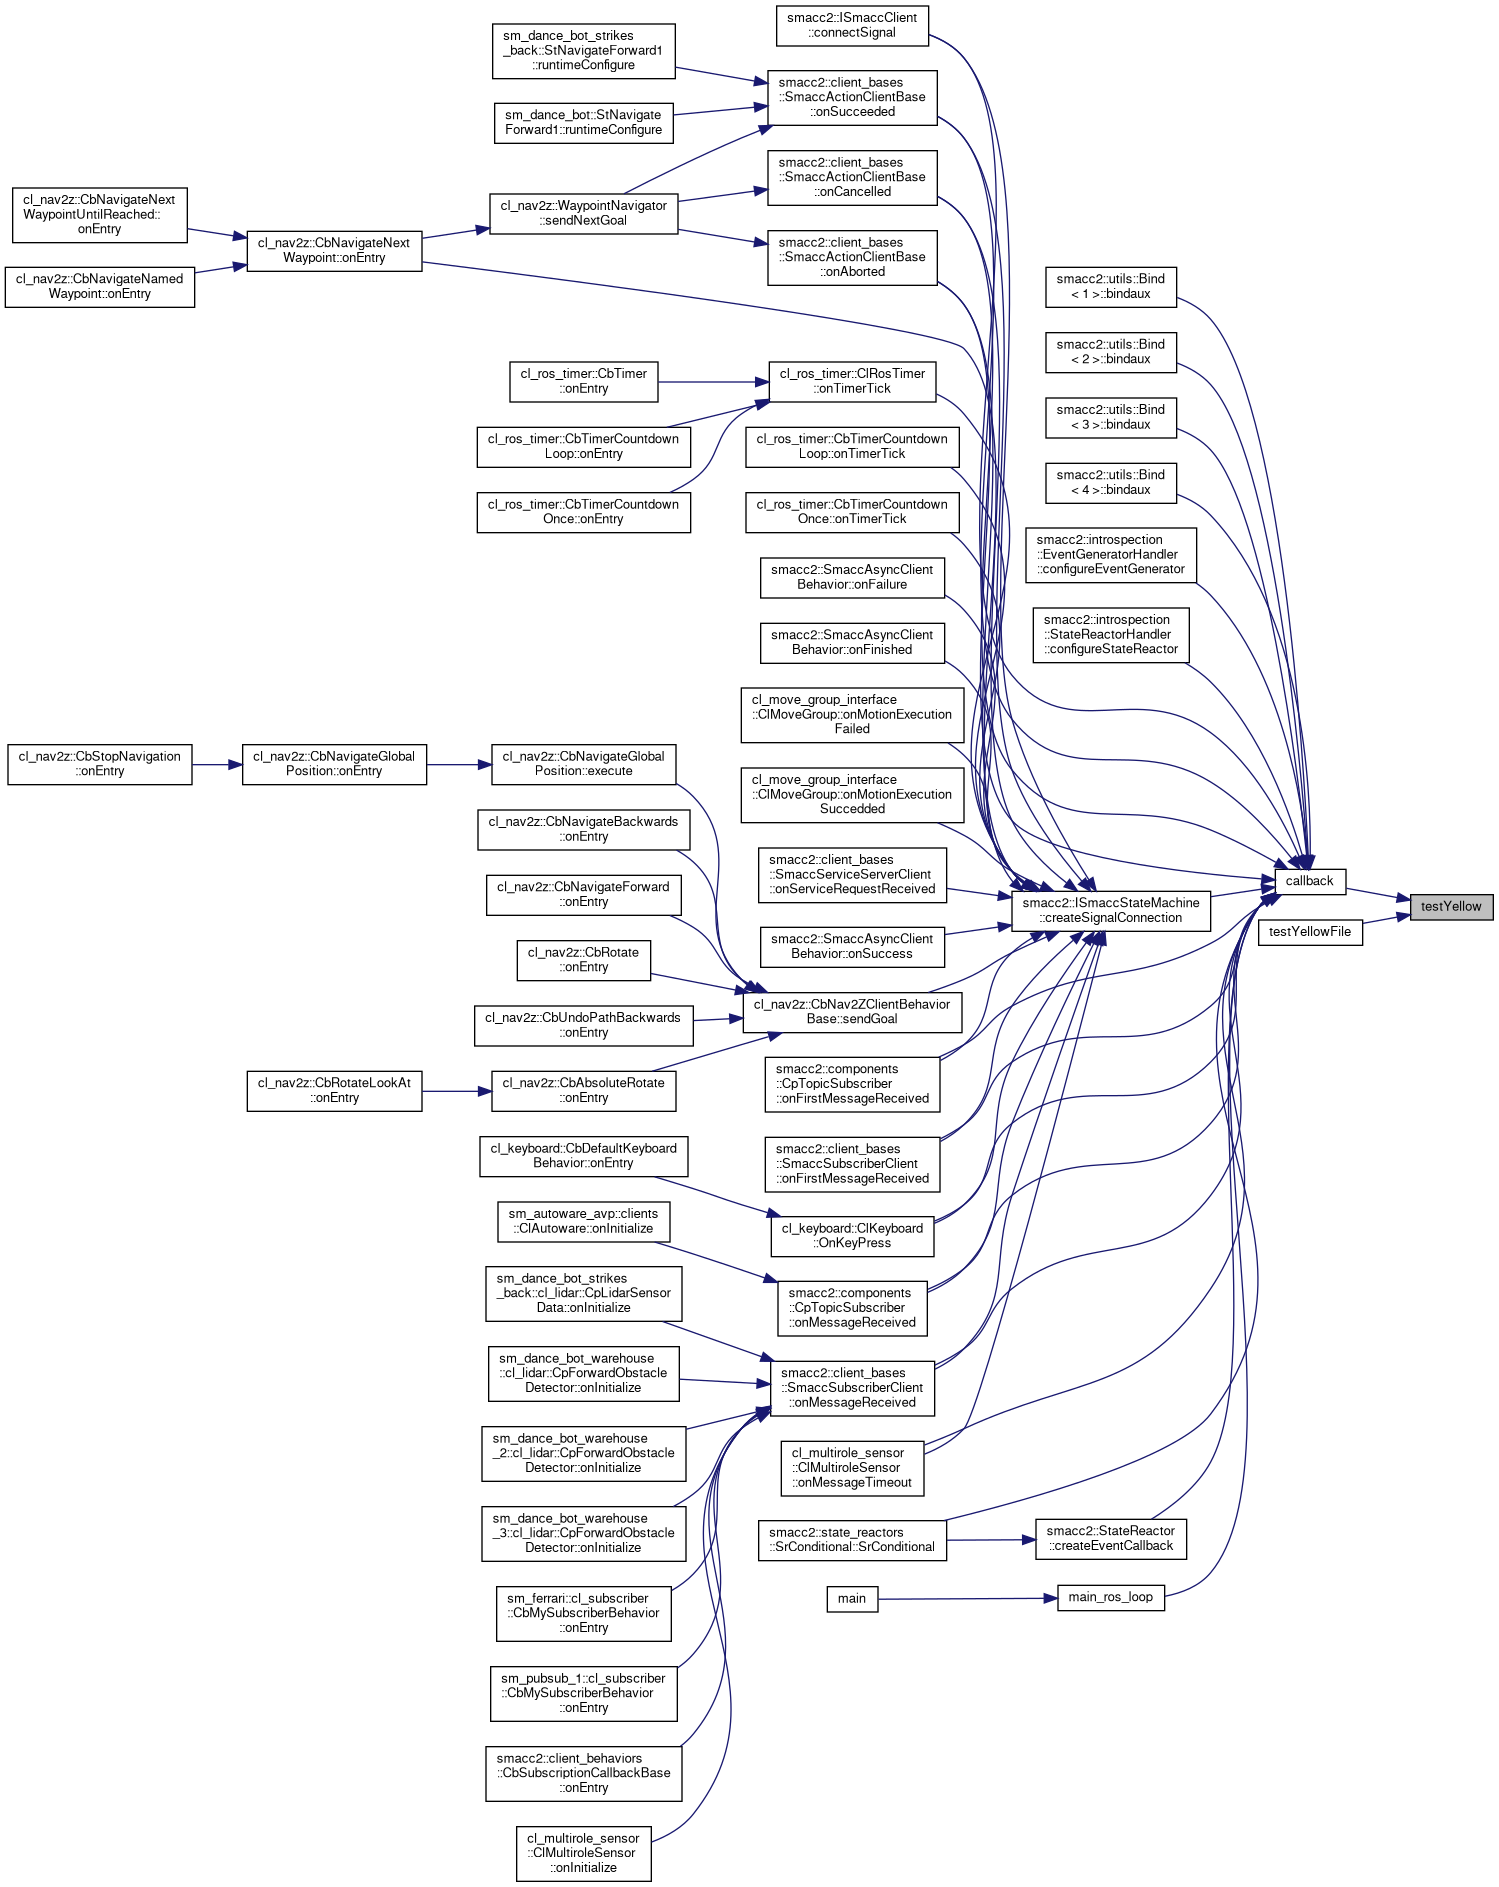 smacc2::ISmaccClient
::connectSignal
sm_dance_bot_strikes
_back::StNavigateForward1
::runtimeConfigure
smacc2::client_bases
::SmaccActionClientBase
::onSucceeded
sm_dance_bot::StNavigate
Forward1::runtimeConfigure
smacc2::client_bases
::SmaccActionClientBase
::onCancelled
cl_nav2z::CbNavigateNext
WaypointUntilReached::
onEntry
cl_nav2z::WaypointNavigator
::sendNextGoal
cl_nav2z::CbNavigateNext
Waypoint::onEntry
smacc2::client_bases
::SmaccActionClientBase
::onAborted
cl_nav2z::CbNavigateNamed
Waypoint::onEntry
smacc2::utils::Bind
< 1 >::bindaux
smacc2::utils::Bind
< 2 >::bindaux
cl_ros_timer::CbTimer
::onEntry
cl_ros_timer::ClRosTimer
::onTimerTick
smacc2::utils::Bind
< 3 >::bindaux
cl_ros_timer::CbTimerCountdown
Loop::onEntry
cl_ros_timer::CbTimerCountdown
Loop::onTimerTick
smacc2::utils::Bind
< 4 >::bindaux
cl_ros_timer::CbTimerCountdown
Once::onEntry
cl_ros_timer::CbTimerCountdown
Once::onTimerTick
smacc2::introspection
::EventGeneratorHandler
::configureEventGenerator
smacc2::SmaccAsyncClient
Behavior::onFailure
smacc2::introspection
::StateReactorHandler
::configureStateReactor
smacc2::SmaccAsyncClient
Behavior::onFinished
cl_move_group_interface
::ClMoveGroup::onMotionExecution
Failed
cl_nav2z::CbStopNavigation
::onEntry
cl_nav2z::CbNavigateGlobal
Position::onEntry
cl_nav2z::CbNavigateGlobal
Position::execute
cl_move_group_interface
::ClMoveGroup::onMotionExecution
Succedded
cl_nav2z::CbNavigateBackwards
::onEntry
smacc2::client_bases
::SmaccServiceServerClient
::onServiceRequestReceived
callback
cl_nav2z::CbNavigateForward
::onEntry
smacc2::ISmaccStateMachine
::createSignalConnection
testYellow
testYellowFile
smacc2::SmaccAsyncClient
Behavior::onSuccess
cl_nav2z::CbRotate
::onEntry
cl_nav2z::CbNav2ZClientBehavior
Base::sendGoal
cl_nav2z::CbUndoPathBackwards
::onEntry
smacc2::components
::CpTopicSubscriber
::onFirstMessageReceived
cl_nav2z::CbRotateLookAt
::onEntry
cl_nav2z::CbAbsoluteRotate
::onEntry
cl_keyboard::CbDefaultKeyboard
Behavior::onEntry
smacc2::client_bases
::SmaccSubscriberClient
::onFirstMessageReceived
sm_autoware_avp::clients
::ClAutoware::onInitialize
cl_keyboard::ClKeyboard
::OnKeyPress
sm_dance_bot_strikes
_back::cl_lidar::CpLidarSensor
Data::onInitialize
smacc2::components
::CpTopicSubscriber
::onMessageReceived
sm_dance_bot_warehouse
::cl_lidar::CpForwardObstacle
Detector::onInitialize
smacc2::client_bases
::SmaccSubscriberClient
::onMessageReceived
sm_dance_bot_warehouse
_2::cl_lidar::CpForwardObstacle
Detector::onInitialize
cl_multirole_sensor
::ClMultiroleSensor
::onMessageTimeout
sm_dance_bot_warehouse
_3::cl_lidar::CpForwardObstacle
Detector::onInitialize
smacc2::state_reactors
::SrConditional::SrConditional
smacc2::StateReactor
::createEventCallback
sm_ferrari::cl_subscriber
::CbMySubscriberBehavior
::onEntry
main
main_ros_loop
sm_pubsub_1::cl_subscriber
::CbMySubscriberBehavior
::onEntry
smacc2::client_behaviors
::CbSubscriptionCallbackBase
::onEntry
cl_multirole_sensor
::ClMultiroleSensor
::onInitialize